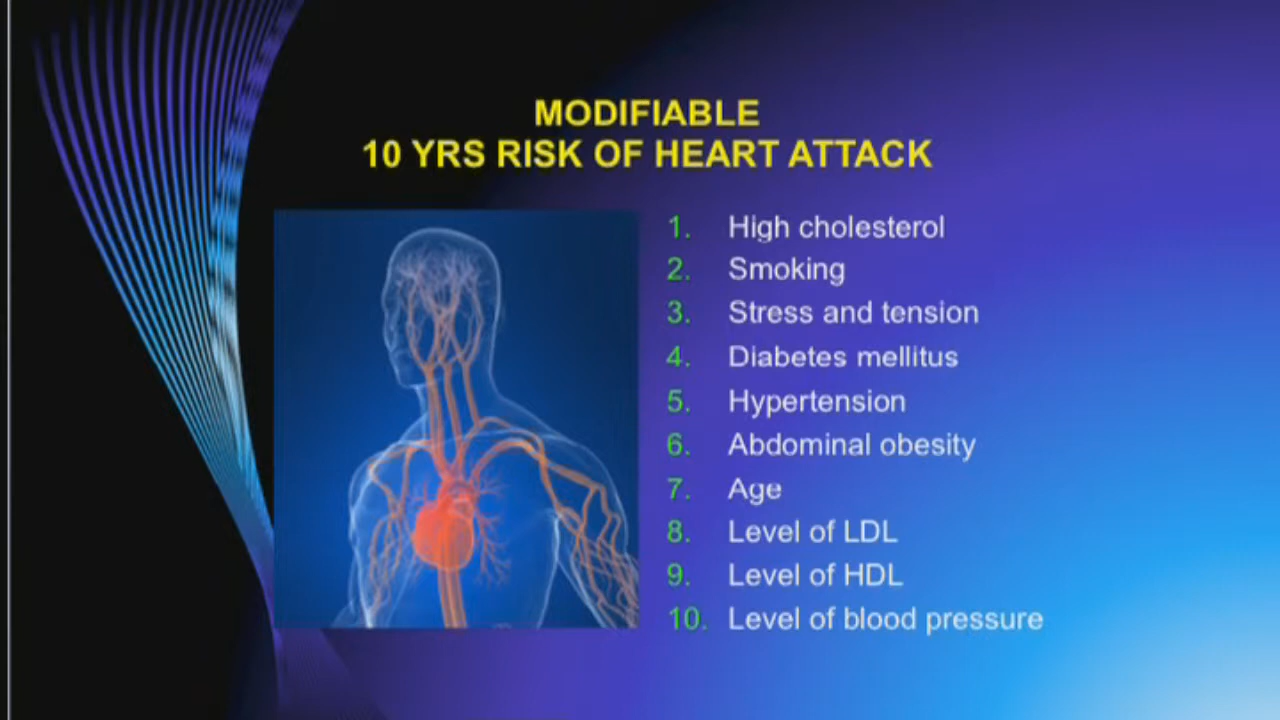 MODIFIABLE
10 YRS RISK OF HEART ATTACK
1. High cholesterol
2. Smoking
3. Stress and tension
4. Diabetes mellitus
5. Hypertension
6. Abdominal obesity
7. Age
8. Level of LDL
9. Level of HDL
10. Level of blood pressure